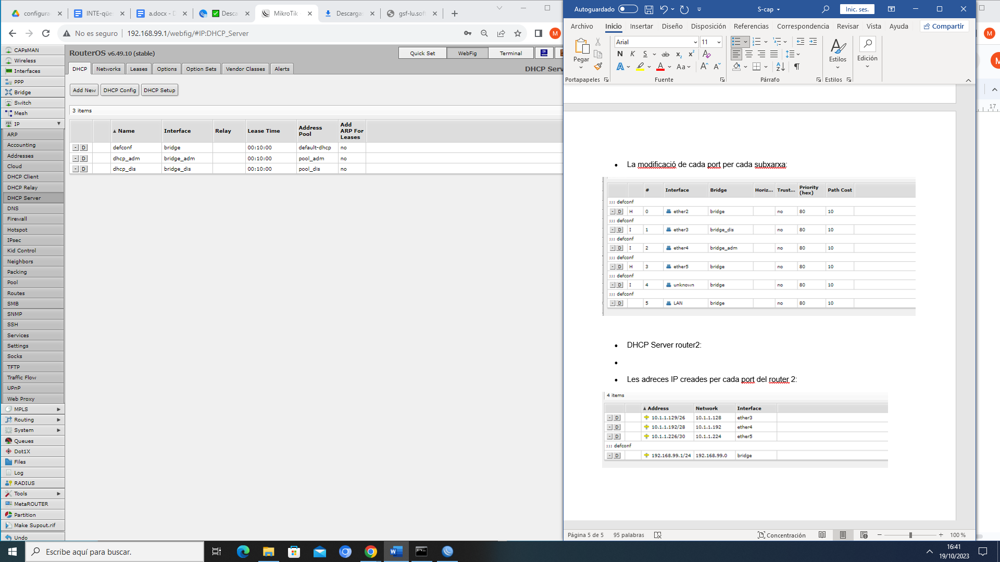 configura
INTE-qüe
a.docx - D
Desca
MikroTik -
Descarga
gsf-lu.soft
No es seguro
192.168.99.1/webfig/#IP:DHCP_Server
M
CAPsMAN
Wireless
Interfaces
PPP
Bridge
Switch
Mesh
IP
ARP
Accounting
Addresses
Cloud
DHCP Client
DHCP Relay
DHCP Server
DNS
Firewall
Hotspot
IPsec
Kid Control
Neighbors
Packing
Pool
Routes
SMB
SNMP
SSH
Services
Settings
Socks
TFTP
Traffic Flow
UPnP
Web Proxy
MPLS
Routing
System
Queues
Dot1X
Files
Log
RADIUS
Tools
MetaROUTER
Partition
Make Supout.rif
Undo
RouterOS v6.49.10 (stable)
Quick Set
WebFig
Terminal
DHCP
Networks
Leases
Options
Option Sets
Vendor Classes
Alerts
DHCP Serv
Add New
DHCP Config
DHCP Setup
3 items
Name Interface Relay Lease Time Address Pool Add ARP For Leases
- D defconf bridge 00:10:00 default-dhcp no
- D dhcp_adm bridge_adm 00:10:00 pool_adm no
- D dhcp_dis bridge_dis 00:10:00 pool_dis no
Autoguardado
S-cap
Inic. ses.
Archivo
Inicio
Insertar
Diseño
Disposición
Referencias
Correspondencia
Revisar
Vista
Ayuda
Compartir
Pegar
Arial
11
N K S ab x₂ x²
A A Aa A A
Estilos
Edición
Portapapeles
Fuente
Párrafo
Estilos
M
M
17
• La modificació de cada port per cada subxarxa:
# Interface Bridge Horiz... Trust... Priority (hex) Path Cost
;;; defconf
- D H 0 ether2 bridge no 80 10
;;; defconf
- D I 1 ether3 bridge_dis no 80 10
;;; defconf
- D I 2 ether4 bridge_adm no 80 10
;;; defconf
- D H 3 ether5 bridge no 80 10
;;; defconf
- D I 4 unknown bridge no 80 10
;;; defconf
- D 5 LAN bridge no 80 10
• DHCP Server router2:
•
• Les adreces IP creades per cada port del router 2:
4 items
Address Network Interface
- D 10.1.1.129/26 10.1.1.128 ether3
- D 10.1.1.192/28 10.1.1.192 ether4
- D 10.1.1.226/30 10.1.1.224 ether5
;;; defconf
- D 192.168.99.1/24 192.168.99.0 bridge
Página 5 de 5
95 palabras
Concentración
100 %
Escribe aquí para buscar.
16:41
19/10/2023